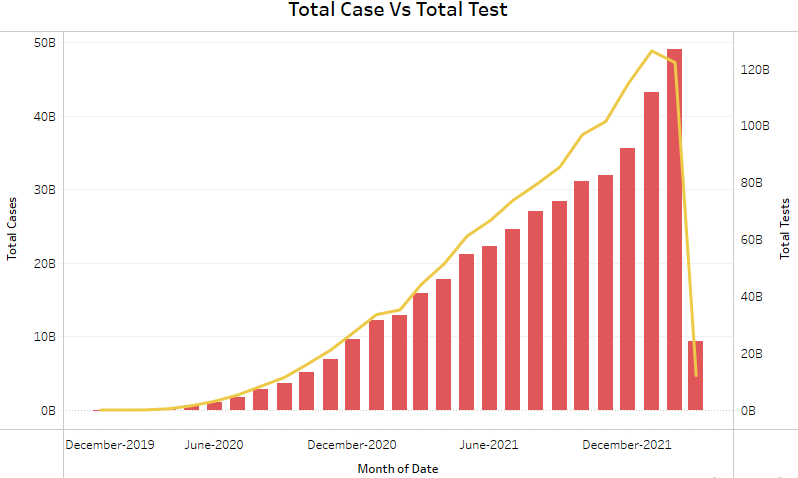 Total Case Vs Total Test
50B
40B
30B
20B
10B
0B
Total Cases
120B
100B
80B
60B
40B
20B
0B
Total Tests
December-2019 June-2020 December-2020 June-2021 December-2021
Month of Date